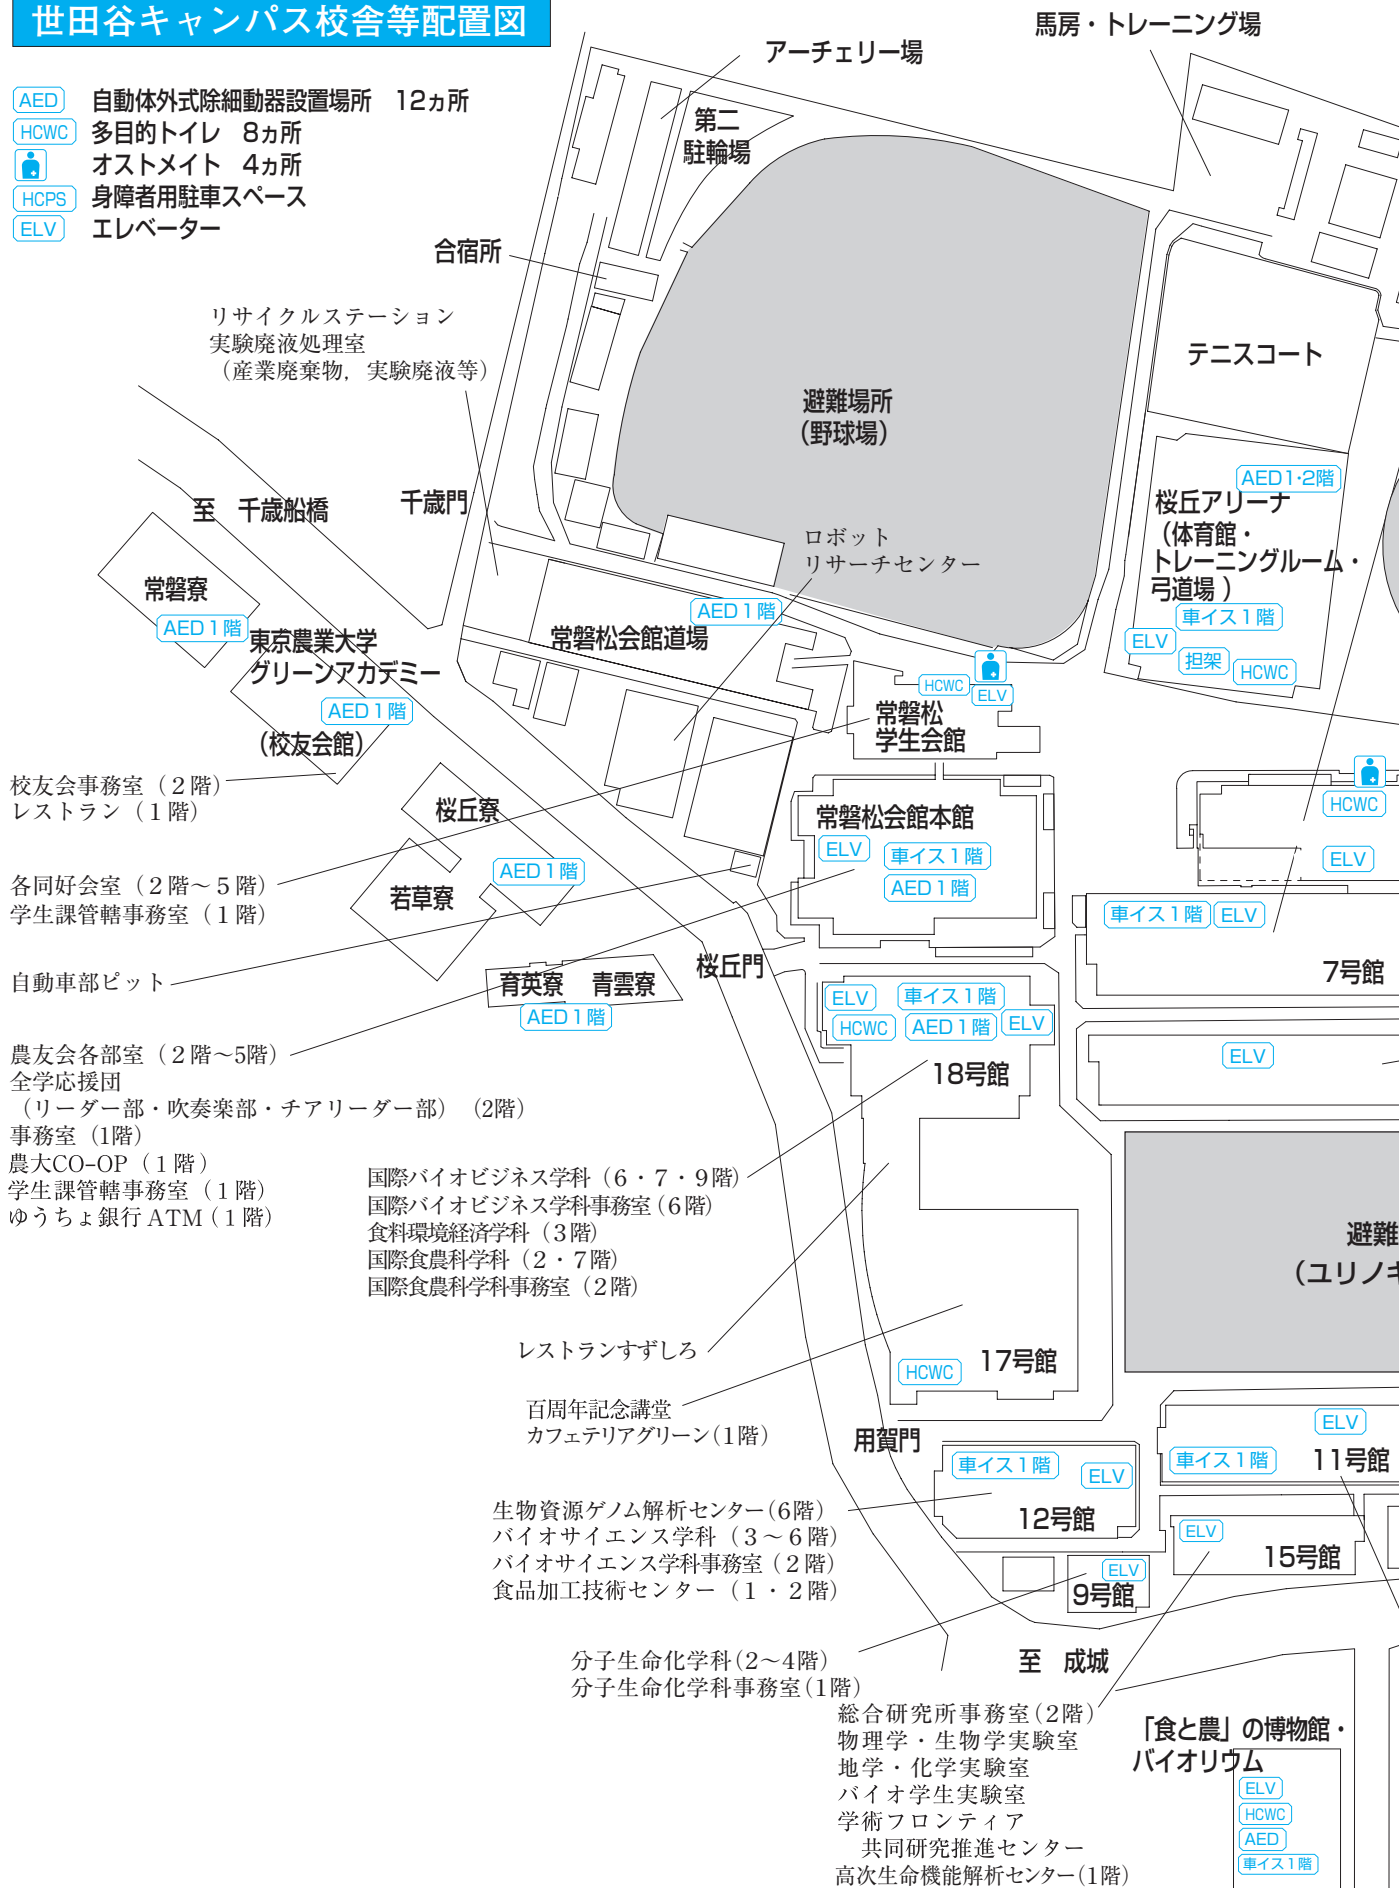 世田谷キャンパス校舎等配置図
AED 自動体外式除細動器設置場所 12ヵ所
HCWC 多目的トイレ 8ヵ所
オストメイト 4ヵ所
HCPS 身障者用駐車スペース
ELV エレベーター
馬房・トレーニング場
アーチェリー場
第二
駐輪場
合宿所
リサイクルステーション
実験廃液処理室
（産業廃棄物，実験廃液等）
テニスコート
避難場所
（野球場）
AED1・2階
桜丘アリーナ
（体育館・
トレーニングルーム・
弓道場 ）
車イス1階
ELV
担架
HCWC
至 千歳船橋
千歳門
ロボット
リサーチセンター
常磐寮
AED1階
東京農業大学
グリーンアカデミー
AED1階
（校友会館）
常磐松会館道場
AED1階
HCWC
ELV
常磐松
学生会館
校友会事務室（２階）
レストラン（１階）
桜丘寮
AED1階
若草寮
常磐松会館本館
ELV
車イス1階
AED1階
HCWC
ELV
各同好会室（２階〜５階）
学生課管轄事務室（１階）
車イス1階
ELV
7号館
自動車部ピット
育英寮
青雲寮
AED1階
桜丘門
ELV
車イス1階
HCWC
AED1階
ELV
18号館
ELV
農友会各部室（２階〜5階）
全学応援団
（リーダー部・吹奏楽部・チアリーダー部）（2階）
事務室（1階）
農大CO-OP（１階）
学生課管轄事務室（１階）
ゆうちょ銀行 ATM（１階）
国際バイオビジネス学科（６・７・９階）
国際バイオビジネス学科事務室（６階）
食料環境経済学科（３階）
国際食農科学科（２・７階）
国際食農科学科事務室（２階）
避難
（ユリノキ
レストランすずしろ
17号館
HCWC
百周年記念講堂
カフェテリアグリーン（１階）
用賀門
車イス1階
ELV
12号館
ELV
車イス1階
11号館
生物資源ゲノム解析センター（6階）
バイオサイエンス学科（３〜６階）
バイオサイエンス学科事務室（２階）
食品加工技術センター（１・２階）
ELV
15号館
ELV
9号館
分子生命化学科（2〜4階）
分子生命化学科事務室（1階）
至 成城
総合研究所事務室（2階）
物理学・生物学実験室
地学・化学実験室
バイオ学生実験室
学術フロンティア
共同研究推進センター
高次生命機能解析センター（1階）
「食と農」の博物館・
バイオリウム
ELV
HCWC
AED
車イス1階